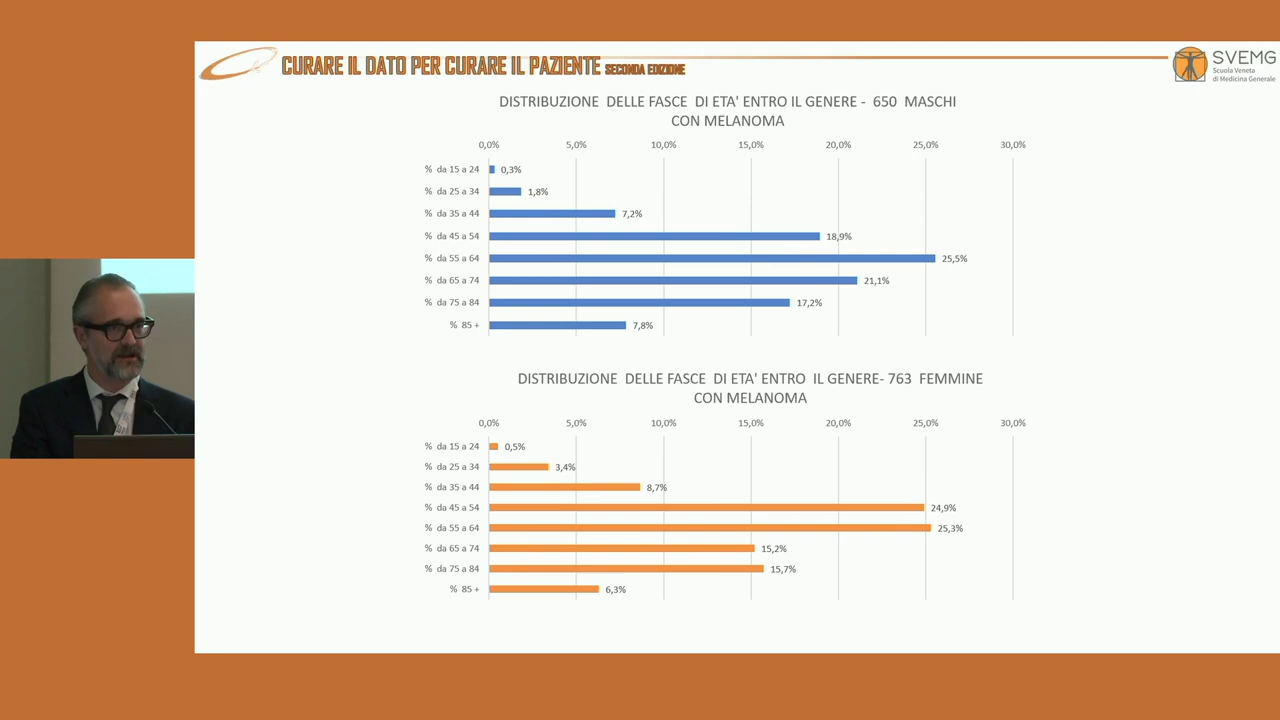 CURARE IL DATO PER CURARE IL PAZIENTE SECONDA EDIZIONE
SVEMG
Scuola Veneta
di Medicina Generale
DISTRIBUZIONE DELLE FASCE DI ETA' ENTRO IL GENERE - 650 MASCHI
CON MELANOMA
0,0% 5,0% 10,0% 15,0% 20,0% 25,0% 30,0%
% da 15 a 24 0,3%
% da 25 a 34 1,8%
% da 35 a 44 7,2%
% da 45 a 54 18,9%
% da 55 a 64 25,5%
% da 65 a 74 21,1%
% da 75 a 84 17,2%
% 85 + 7,8%
DISTRIBUZIONE DELLE FASCE DI ETA' ENTRO IL GENERE- 763 FEMMINE
CON MELANOMA
0,0% 5,0% 10,0% 15,0% 20,0% 25,0% 30,0%
% da 15 a 24 0,5%
% da 25 a 34 3,4%
% da 35 a 44 8,7%
% da 45 a 54 24,9%
% da 55 a 64 25,3%
% da 65 a 74 15,2%
% da 75 a 84 15,7%
% 85 + 6,3%